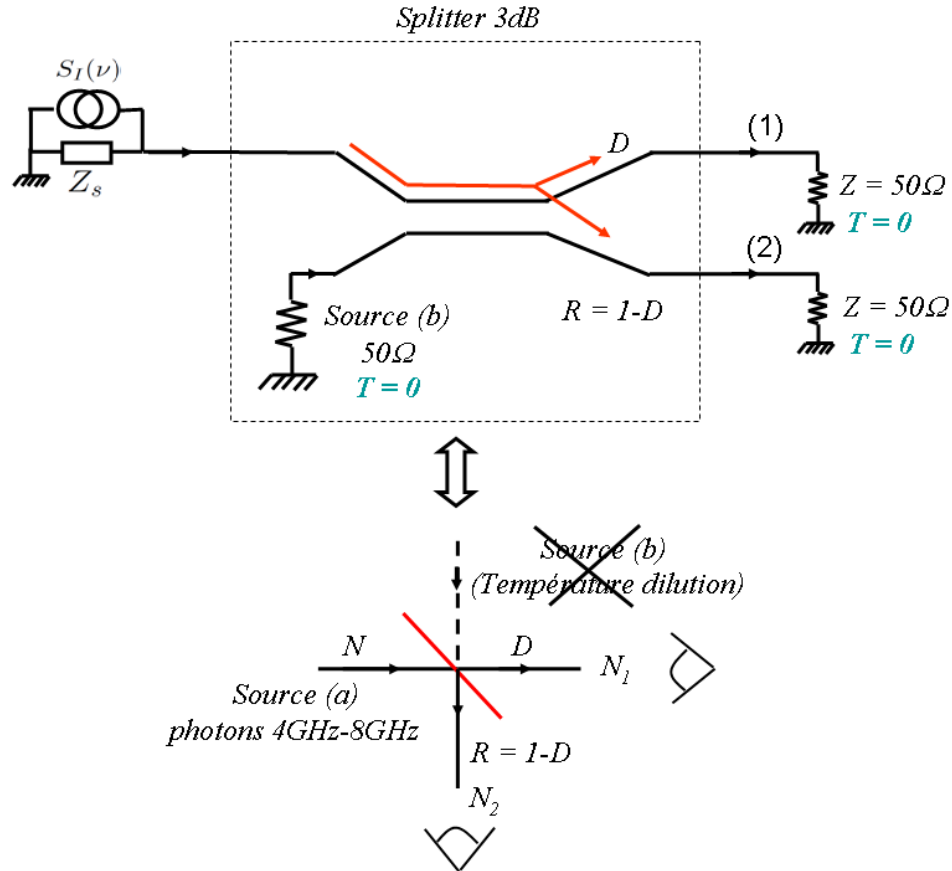 Splitter 3dB
S_I(ν)
Z_s
D
(1)
Z = 50Ω
T = 0
(2)
Z = 50Ω
T = 0
R = 1-D
Source (b)
50Ω
T = 0
Source (b)
(Température dilution)
N
D
N_1
Source (a)
photons 4GHz-8GHz
R = 1-D
N_2